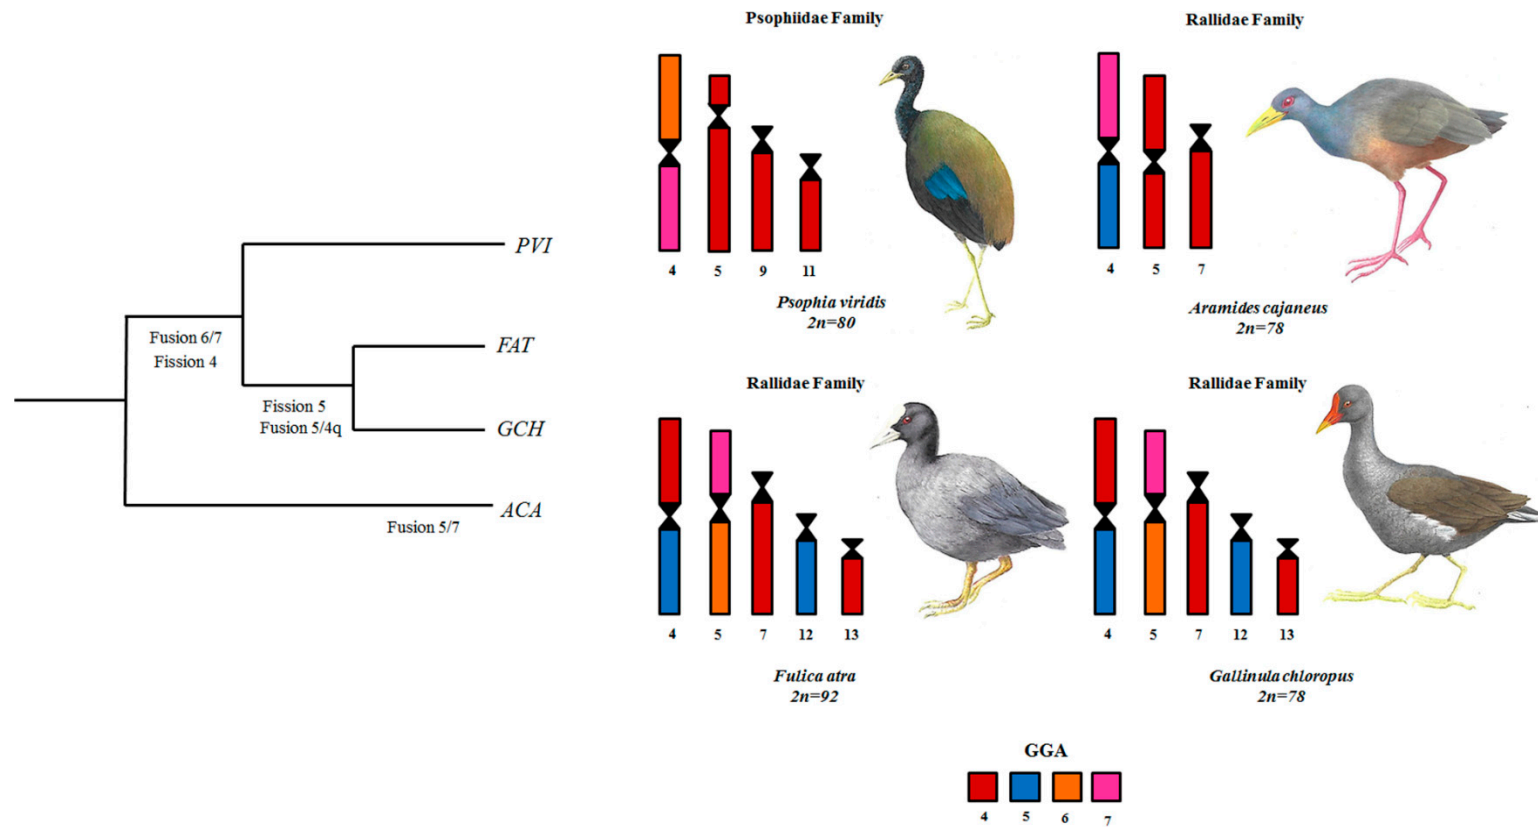 PVI
Fusion 6/7
Fission 4
FAT
Fission 5
Fusion 5/4q
GCH
ACA
Fusion 5/7
Psophiidae Family
4 5 9 11
Psophia viridis
2n=80
Rallidae Family
4 5 7
Aramides cajaneus
2n=78
Rallidae Family
4 5 7 12 13
Fulica atra
2n=92
Rallidae Family
4 5 7 12 13
Gallinula chloropus
2n=78
GGA
4 5 6 7